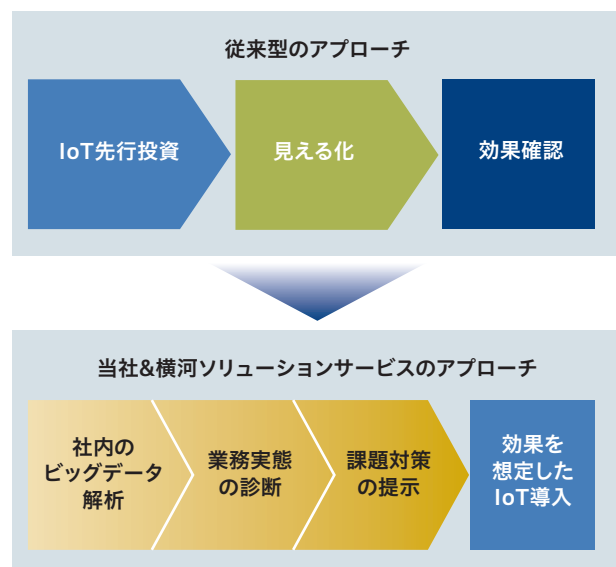 従来型のアプローチ
IoT先行投資
見える化
効果確認
当社&横河ソリューションサービスのアプローチ
社内の
ビッグデータ
解析
業務実態
の診断
課題対策
の提示
効果を
想定した
IoT導入